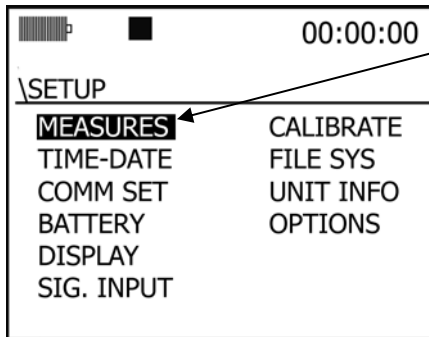 00:00:00
\SETUP
MEASURES CALIBRATE
TIME-DATE FILE SYS
COMM SET UNIT INFO
BATTERY OPTIONS
DISPLAY
SIG. INPUT